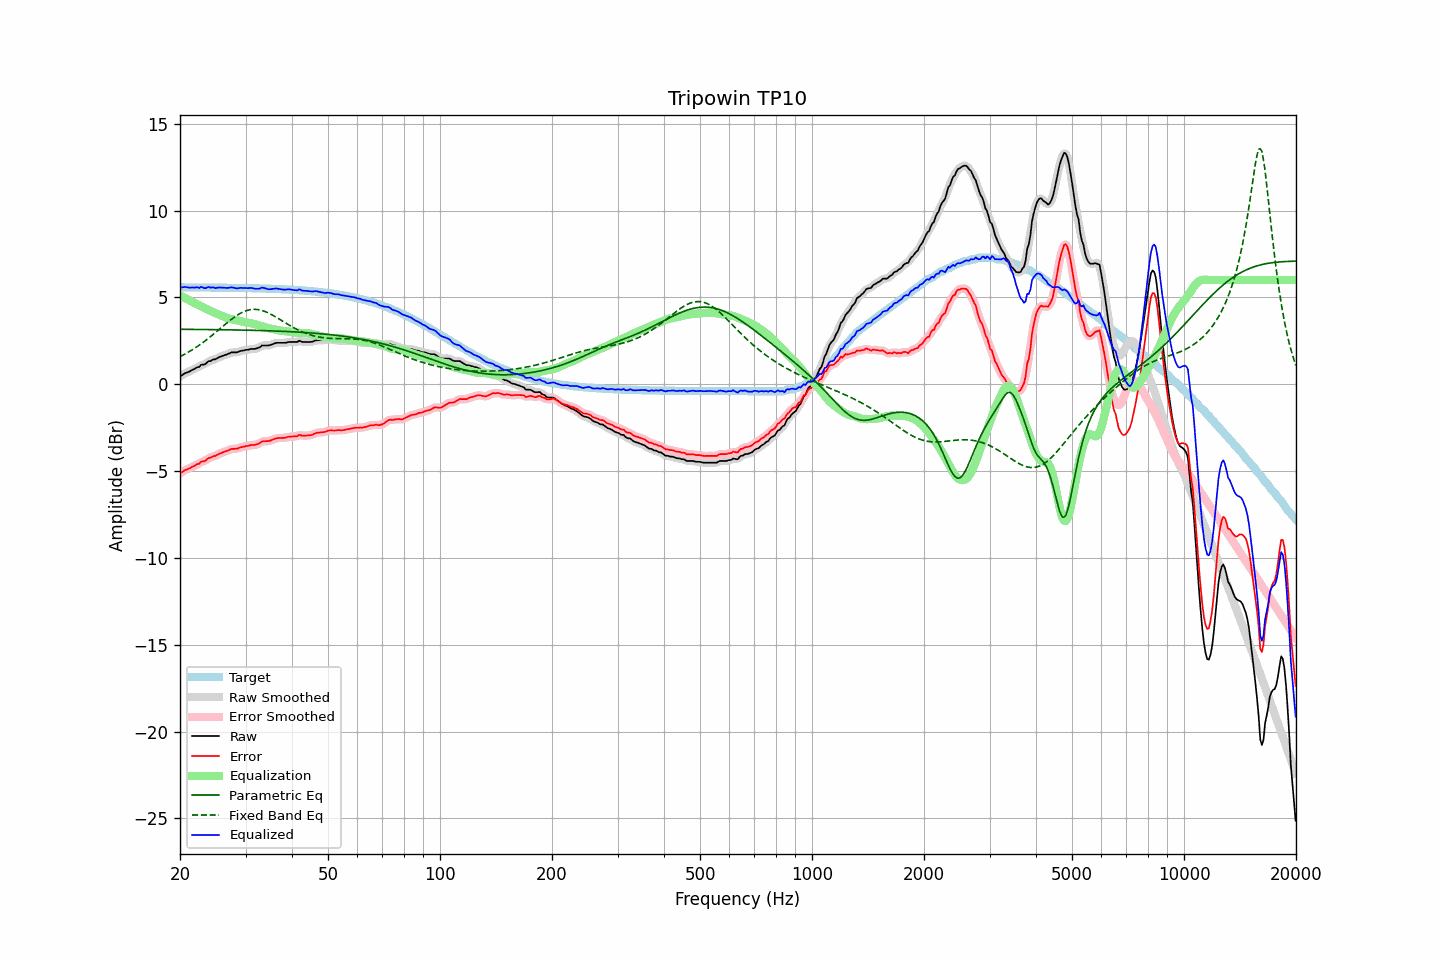 Tripowin TP10
Amplitude (dBr)
15
10
5
0
−5
−10
−15
−20
−25
Target
Raw Smoothed
Error Smoothed
Raw
Error
Equalization
Parametric Eq
Fixed Band Eq
Equalized
20 50 100 200 500 1000 2000 5000 10000 20000
Frequency (Hz)